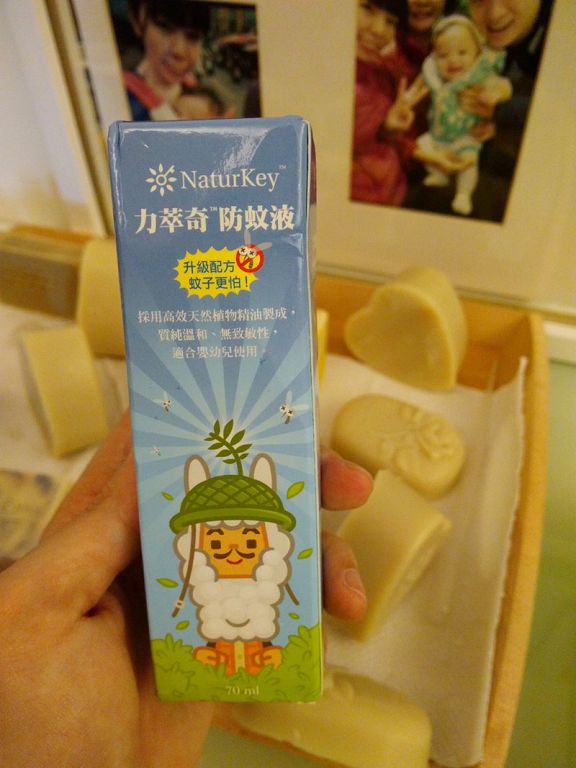 NaturKey™
力萃奇™防蚊液
升級配方
蚊子更怕！
採用高效天然植物精油製成，
質純溫和、無致敏性，
適合嬰幼兒使用。
70 ml